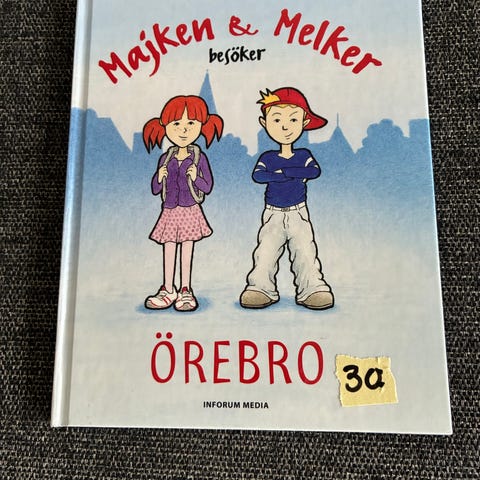 Majken & Melker
besöker
ÖREBRO
3a
INFORUM MEDIA